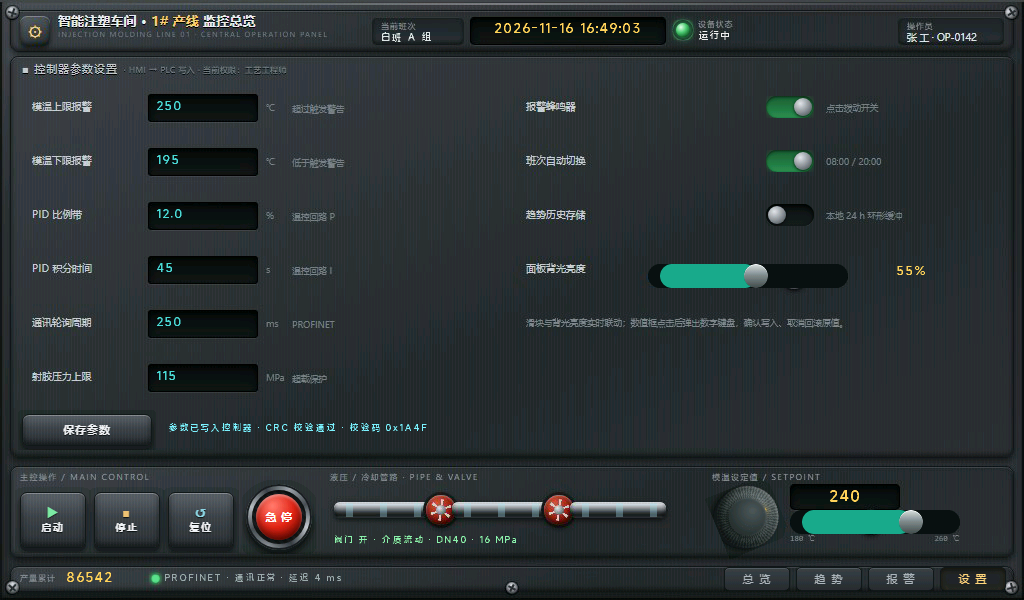 智能注塑车间 • 1# 产线 监控总览
INJECTION MOLDING LINE 01 · CENTRAL OPERATION PANEL
当前班次
白班 A 组
2026-11-16 16:49:03
设备状态
运行中
操作员
张工 · OP-0142
■ 控制器参数设置 · HMI → PLC 写入 · 当前权限：工艺工程师
模温上限报警 250 ℃ 超过触发警告
报警蜂鸣器 点击拨动开关
模温下限报警 195 ℃ 低于触发警告
班次自动切换 08:00 / 20:00
PID 比例带 12.0 % 温控回路 P
趋势历史存储 本地 24 h 环形缓冲
PID 积分时间 45 s 温控回路 I
面板背光亮度 55%
通讯轮询周期 250 ms PROFINET
滑块与背光亮度实时联动；数值框点击后弹出数字键盘，确认写入、取消回滚原值。
射胶压力上限 115 MPa 超载保护
保存参数
参数已写入控制器 · CRC 校验通过 · 校验码 0x1A4F
主控操作 / MAIN CONTROL
启动
停止
复位
急停
液压 / 冷却管路 · PIPE & VALVE
阀门 开 · 介质流动 · DN40 · 16 MPa
模温设定值 / SETPOINT
240
180 ℃ 260 ℃
产量累计 86542
PROFINET · 通讯正常 · 延迟 4 ms
总览 趋势 报警 设置